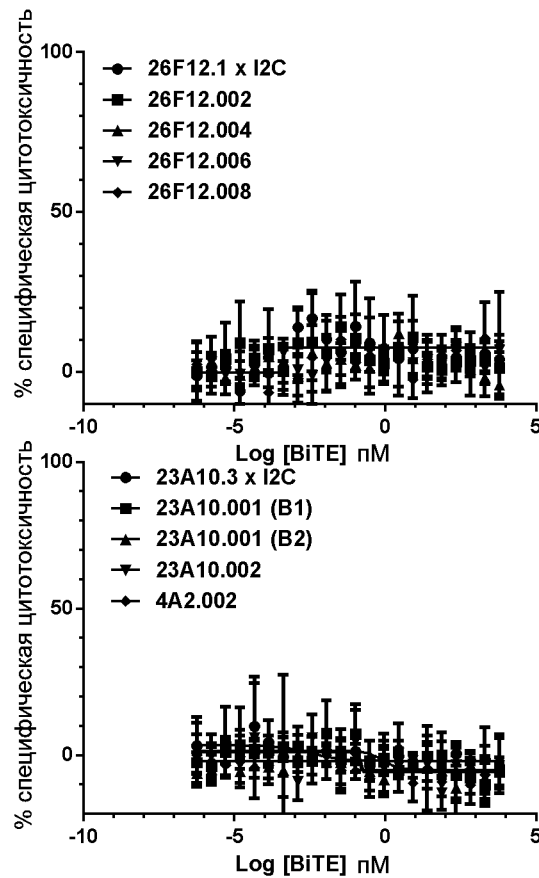 100
50
0
% специфическая цитотоксичность
26F12.1 x I2C
26F12.002
26F12.004
26F12.006
26F12.008
-10
-5
0
5
Log [BiTE] пМ
100
50
0
% специфическая цитотоксичность
23A10.3 x I2C
23A10.001 (B1)
23A10.001 (B2)
23A10.002
4A2.002
-10
-5
0
5
Log [BiTE] пМ